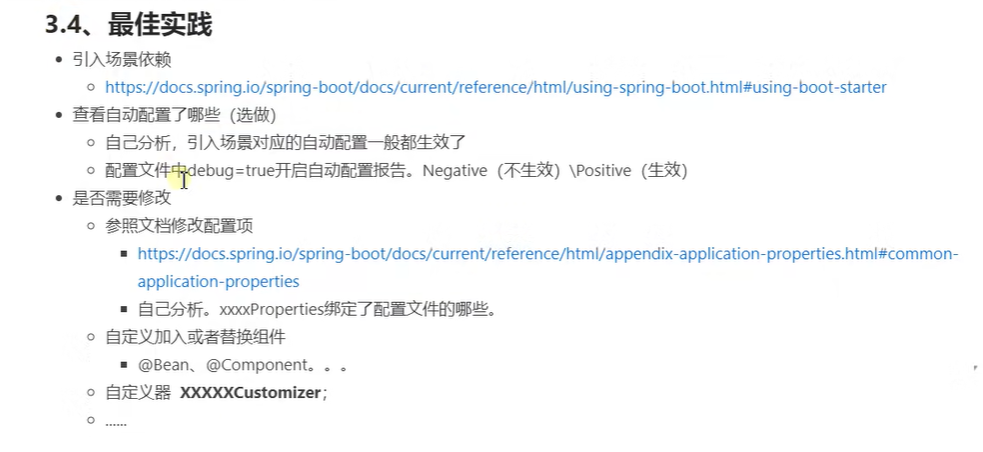 3.4、最佳实践
引入场景依赖
https://docs.spring.io/spring-boot/docs/current/reference/html/using-spring-boot.html#using-boot-starter
查看自动配置了哪些（选做）
自己分析，引入场景对应的自动配置一般都生效了
配置文件中debug=true开启自动配置报告。Negative（不生效）\Positive（生效）
是否需要修改
参照文档修改配置项
https://docs.spring.io/spring-boot/docs/current/reference/html/appendix-application-properties.html#common-
application-properties
自己分析。xxxxProperties绑定了配置文件的哪些。
自定义加入或者替换组件
@Bean、@Component。。。
自定义器 XXXXXCustomizer；
......